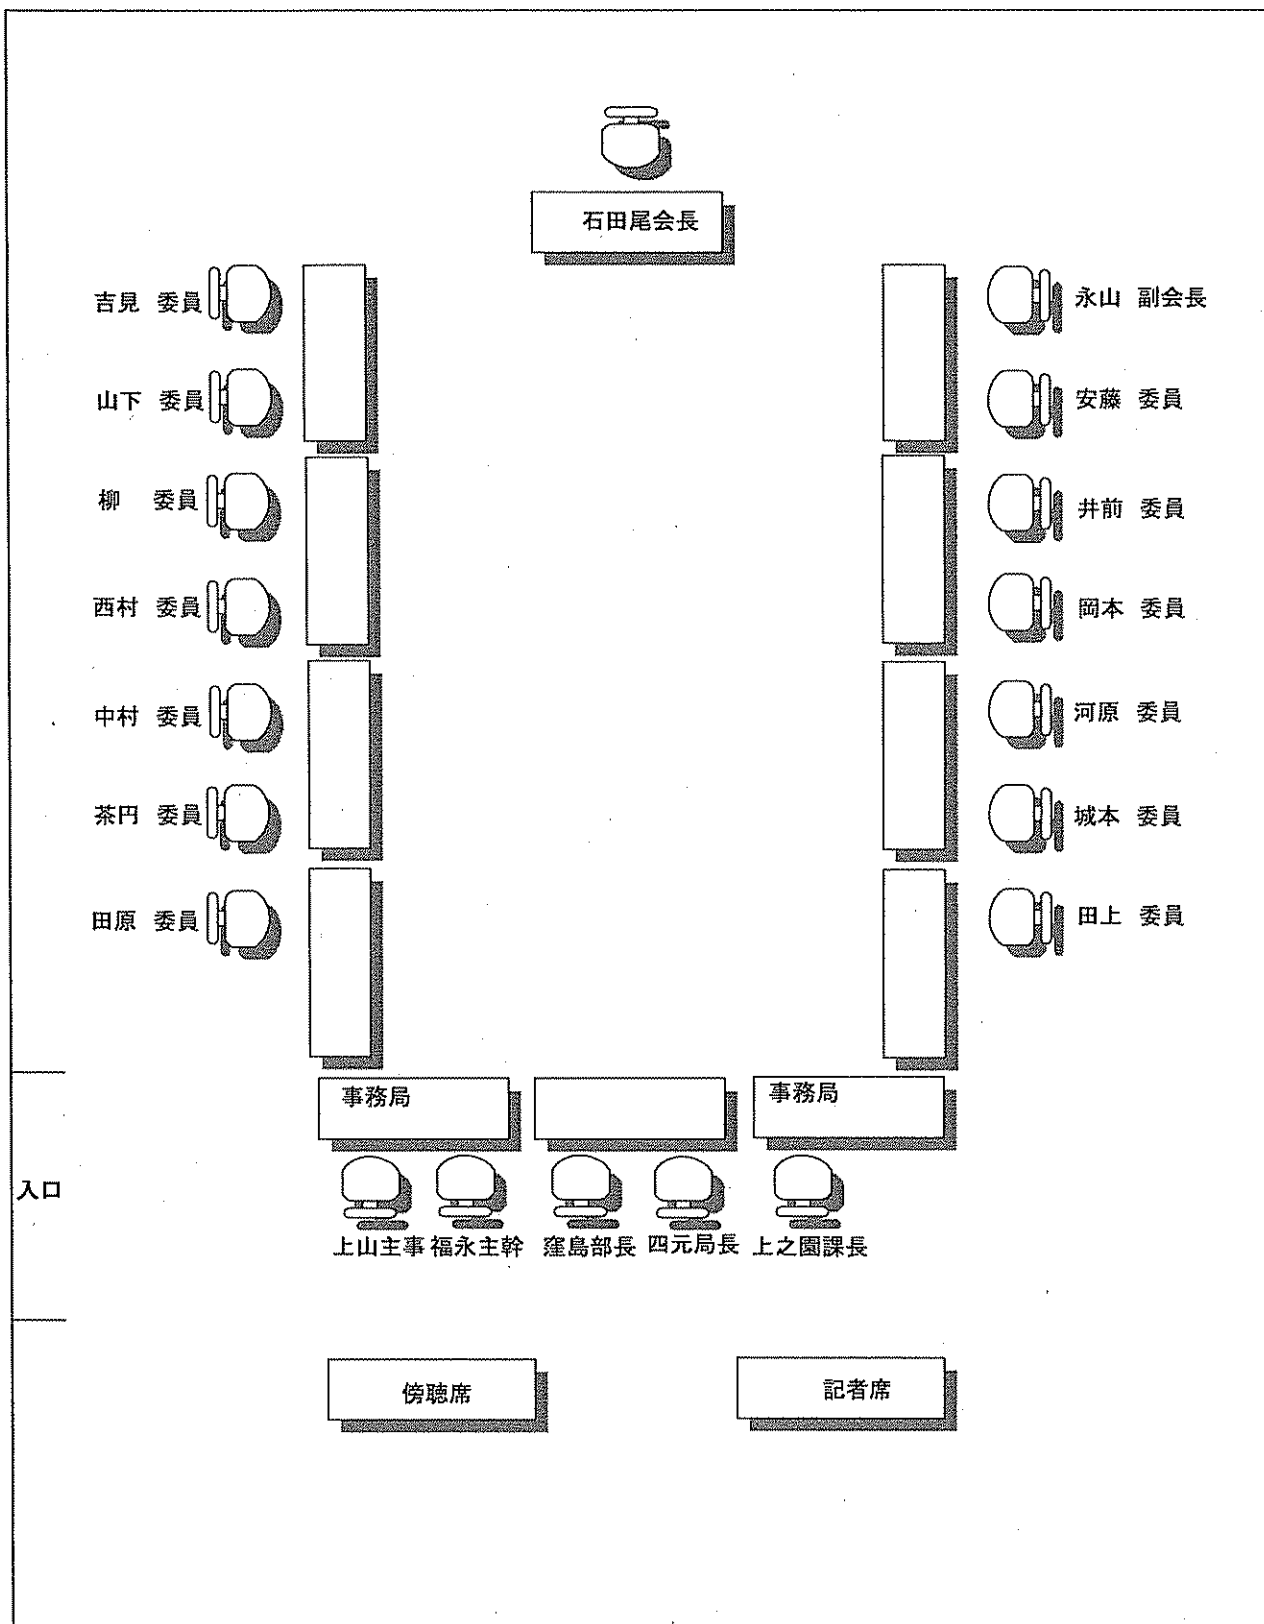 石田尾会長
吉見 委員
永山 副会長
山下 委員
安藤 委員
柳 委員
井前 委員
西村 委員
岡本 委員
中村 委員
河原 委員
茶円 委員
城本 委員
田原 委員
田上 委員
事務局
事務局
入口
上山主事 福永主幹 窪島部長 四元局長 上之園課長
傍聴席
記者席